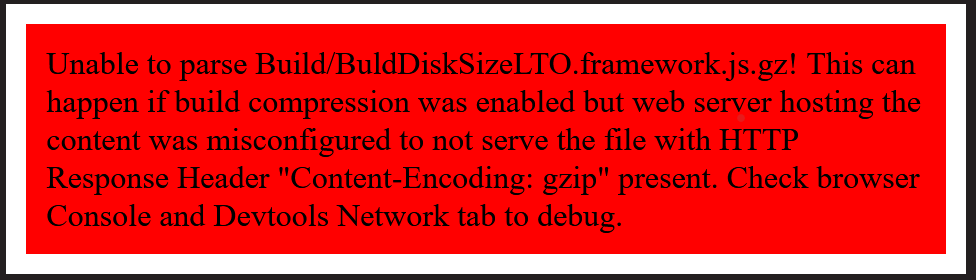 Unable to parse Build/BuldDiskSizeLTO.framework.js.gz! This can
happen if build compression was enabled but web server hosting the
content was misconfigured to not serve the file with HTTP
Response Header "Content-Encoding: gzip" present. Check browser
Console and Devtools Network tab to debug.